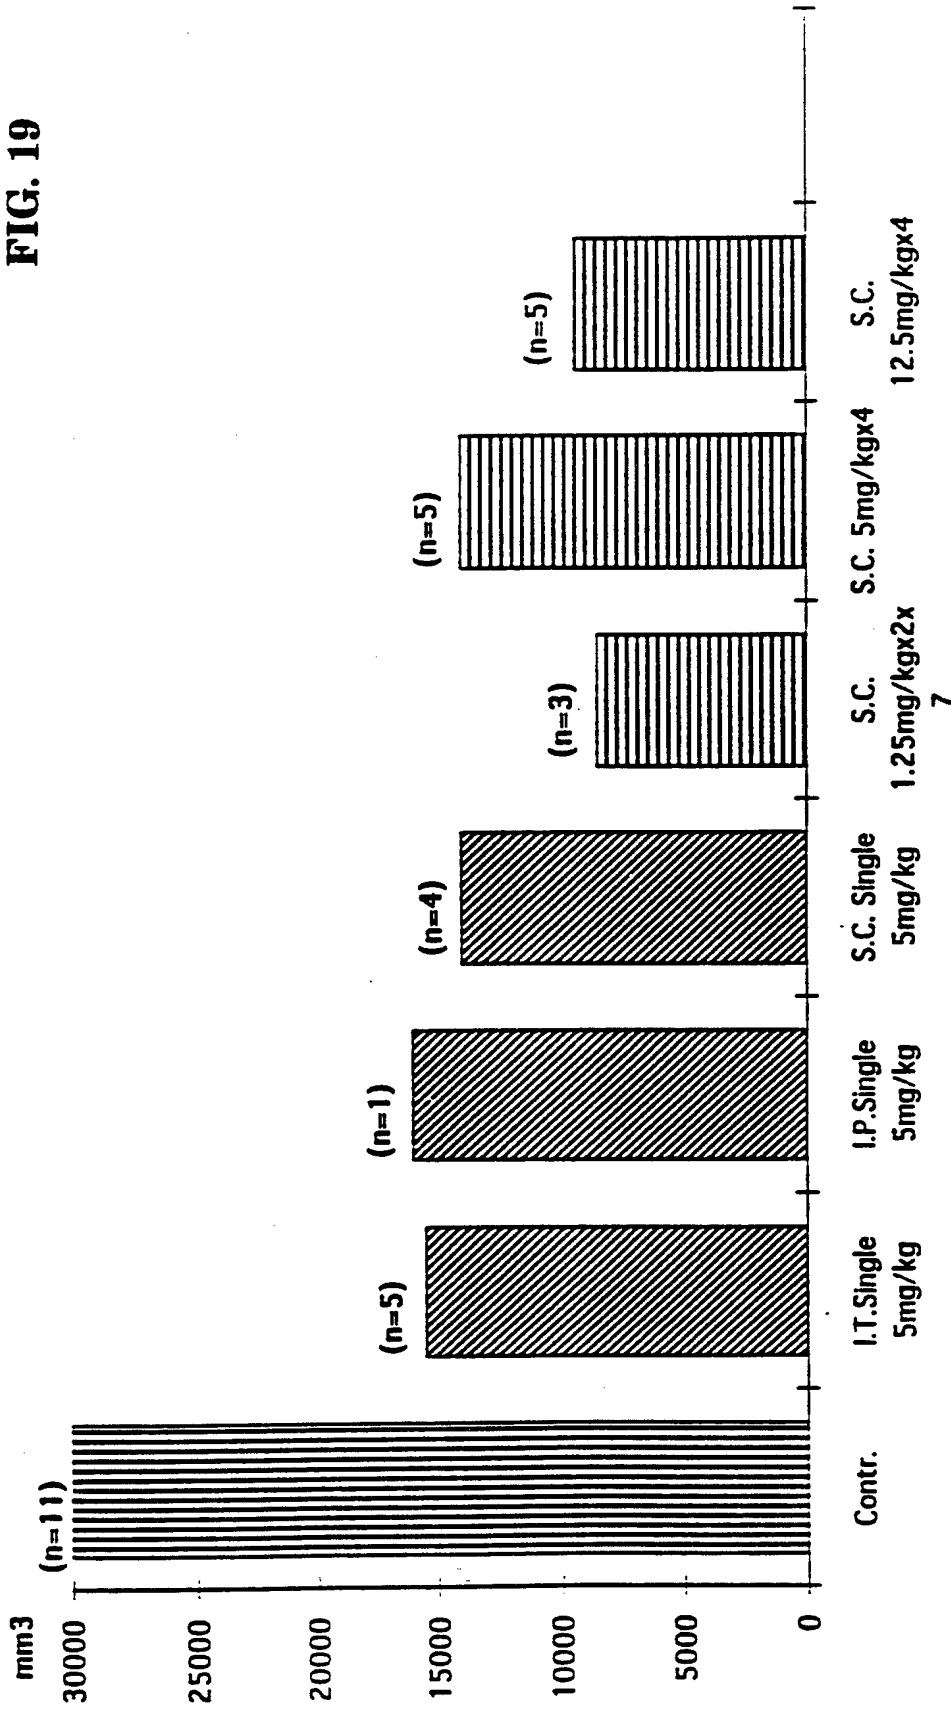 FIG. 19
mm3
30000
25000
20000
15000
10000
5000
0
(n=11)
(n=5)
(n=1)
(n=4)
(n=3)
(n=5)
(n=5)
Contr.
I.T.Single
5mg/kg
I.P.Single
5mg/kg
S.C. Single
5mg/kg
S.C.
1.25mg/kgx2x
7
S.C. 5mg/kgx4
S.C.
12.5mg/kgx4